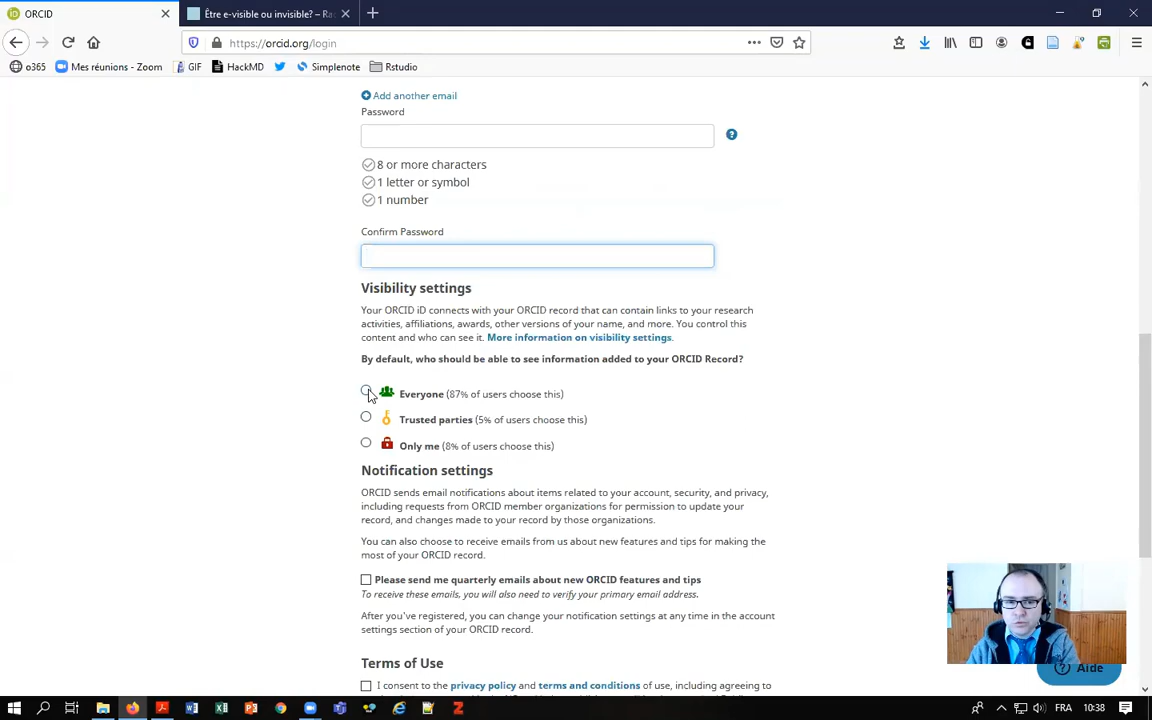 ORCID
Être e-visible ou invisible? – Ra
https://orcid.org/login
o365
Mes réunions - Zoom
GIF
HackMD
Simplenote
Rstudio
Add another email
Password
8 or more characters
1 letter or symbol
1 number
Confirm Password
Visibility settings
Your ORCID iD connects with your ORCID record that can contain links to your research
activities, affiliations, awards, other versions of your name, and more. You control this
content and who can see it. More information on visibility settings.
By default, who should be able to see information added to your ORCID Record?
Everyone (87% of users choose this)
Trusted parties (5% of users choose this)
Only me (8% of users choose this)
Notification settings
ORCID sends email notifications about items related to your account, security, and privacy,
including requests from ORCID member organizations for permission to update your
record, and changes made to your record by those organizations.
You can also choose to receive emails from us about new features and tips for making the
most of your ORCID record.
Please send me quarterly emails about new ORCID features and tips
To receive these emails, you will also need to verify your primary email address.
After you've registered, you can change your notification settings at any time in the account
settings section of your ORCID record.
Terms of Use
I consent to the privacy policy and terms and conditions of use, including agreeing to
Aide
FRA
10:38